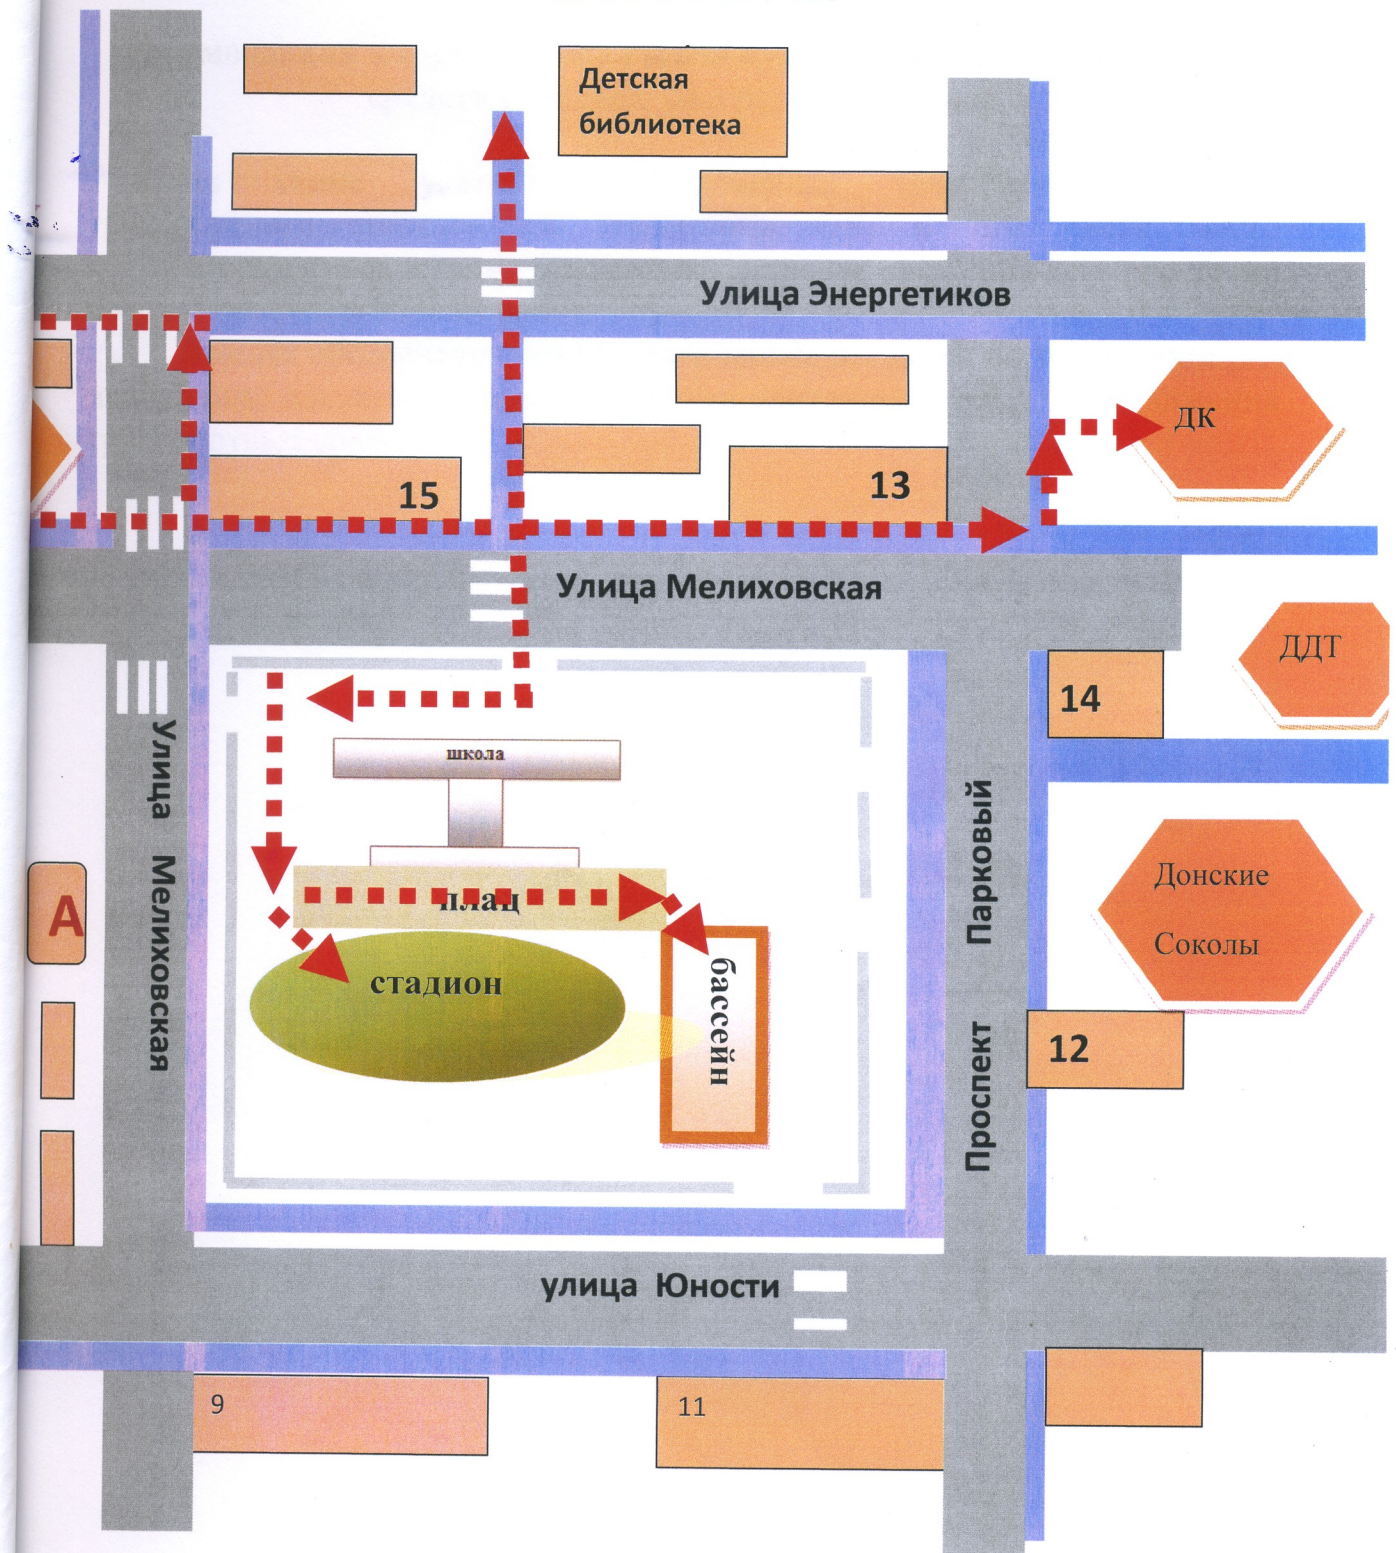 Детская
библиотека
Улица Энергетиков
ДК
15
13
Улица Мелиховская
ДДТ
14
школа
Улица Мелиховская
Проспект Парковый
плац
Донские
Соколы
А
стадион
бассейн
12
улица Юности
9
11